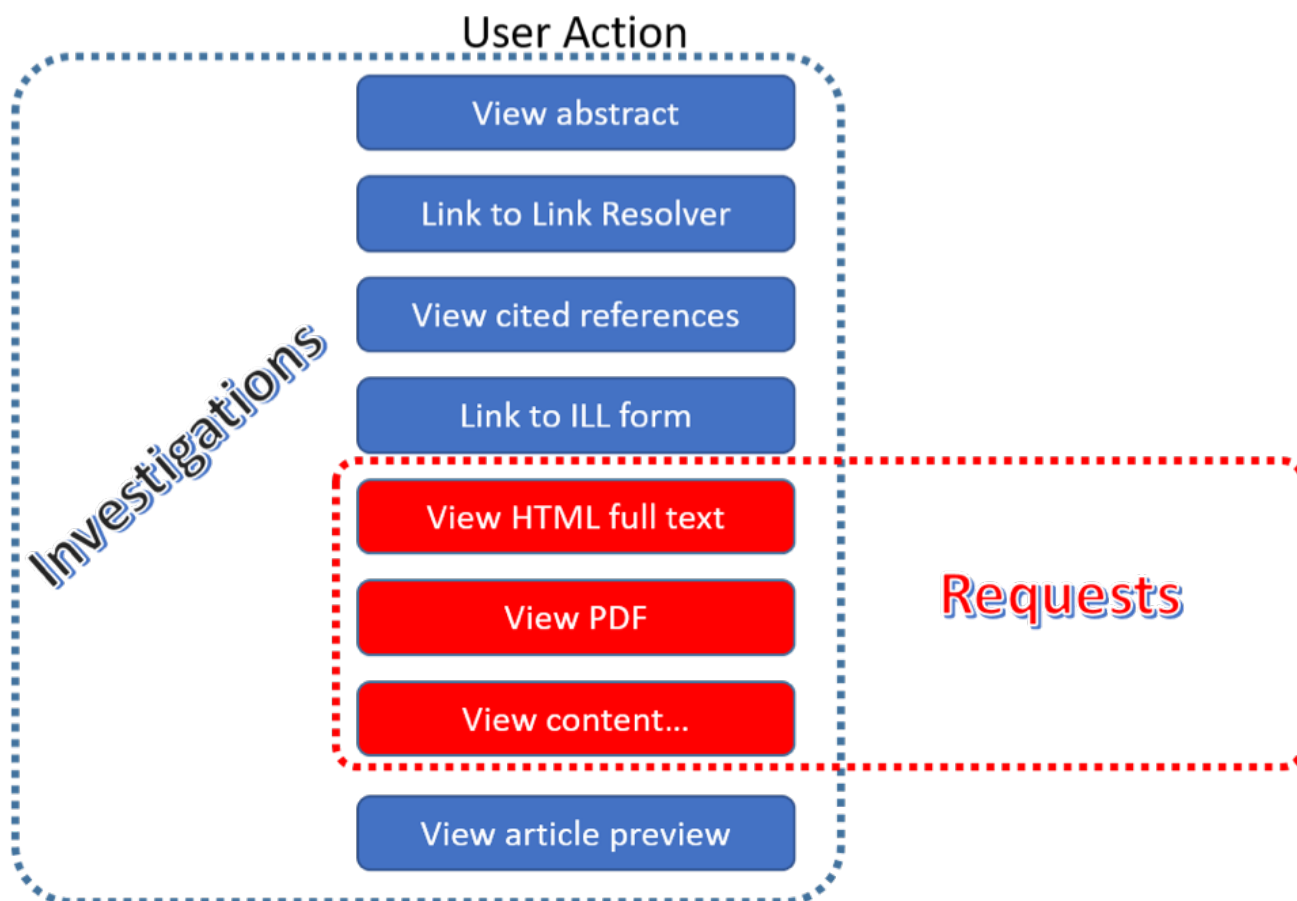 User Action
View abstract
Link to Link Resolver
View cited references
Link to ILL form
Investigations
View HTML full text
View PDF
Requests
View content...
View article preview